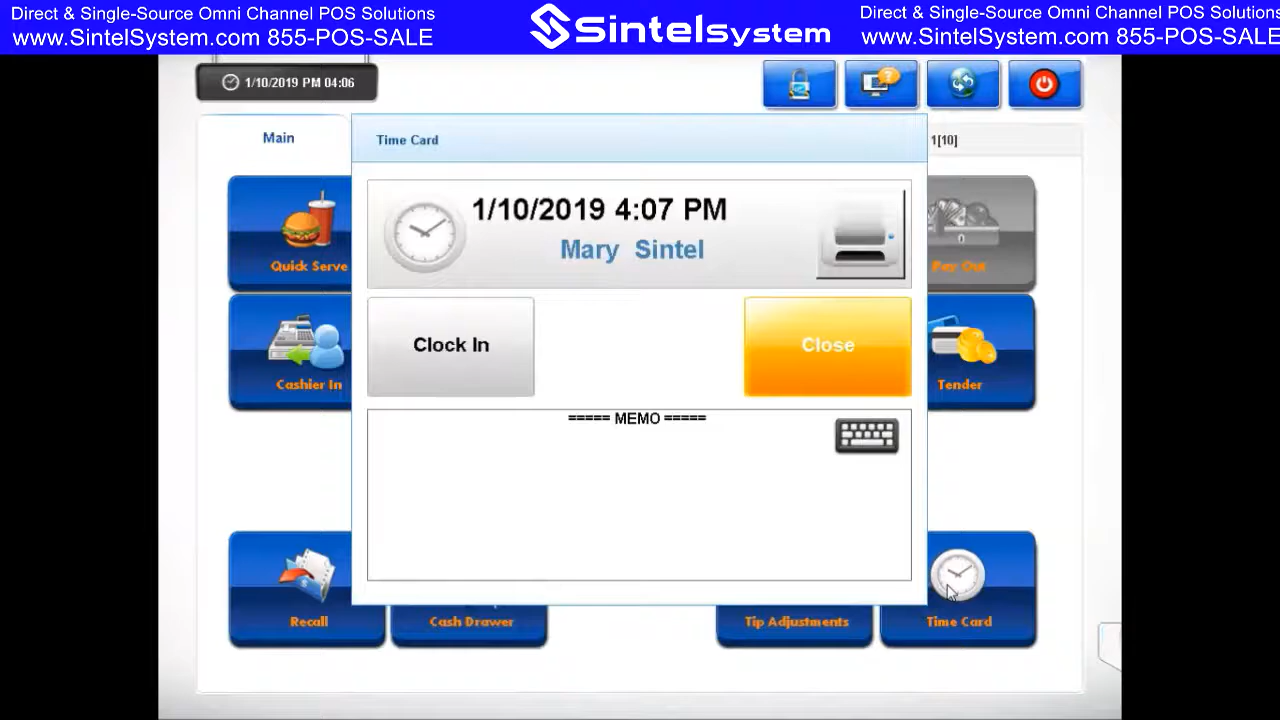 Direct & Single-Source Omni Channel POS Solutions
www.SintelSystem.com 855-POS-SALE
Sintelsystem
Direct & Single-Source Omni Channel POS Solutions
www.SintelSystem.com 855-POS-SALE
1/10/2019 PM 04:06
Main
Time Card
1[10]
1/10/2019 4:07 PM
Mary Sintel
Quick Serve
Pay Out
Clock In
Close
Cashier In
Tender
===== MEMO =====
Recall
Cash Drawer
Tip Adjustments
Time Card